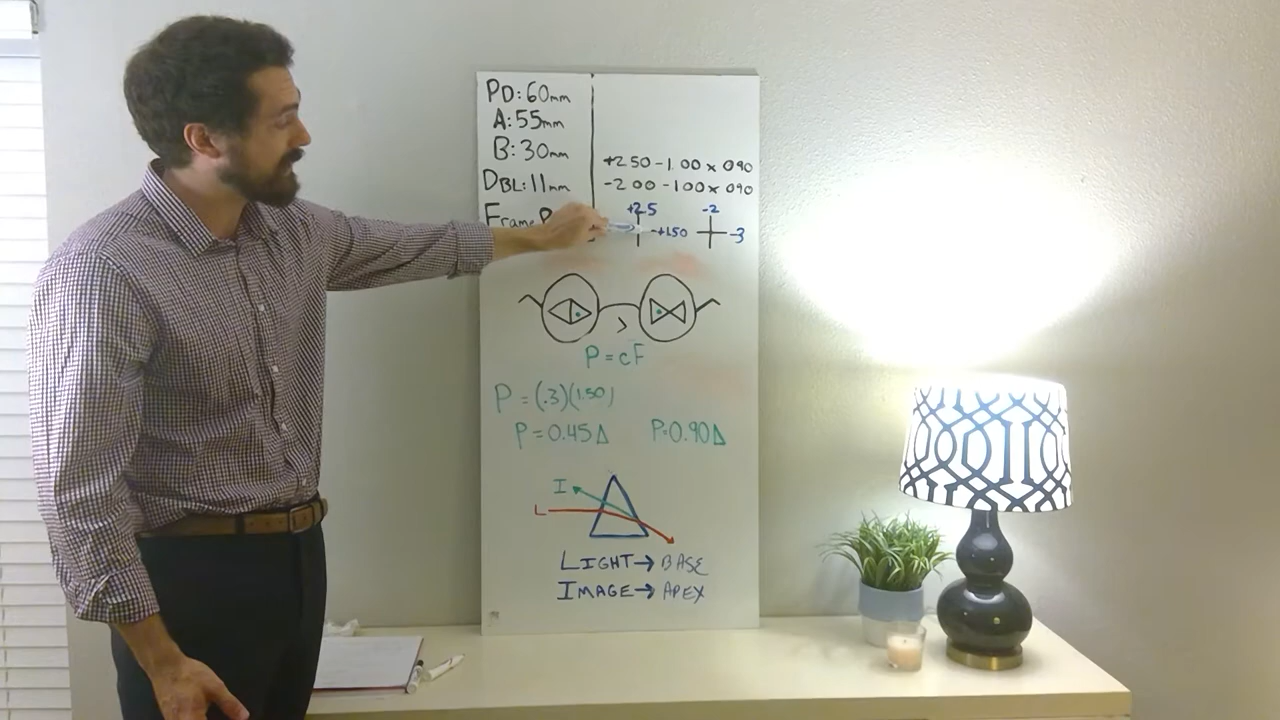 PD: 60mm
A: 55mm
B: 30mm
DBL: 11mm
Frame
+2.50 -1.00 x 090
-2.00 -1.00 x 090
+2.5
+1.50
-2
-3
P = cF
P = (.3)(1.50)
P = 0.45Δ
P=0.90Δ
I
L
LIGHT → BASE
IMAGE → APEX